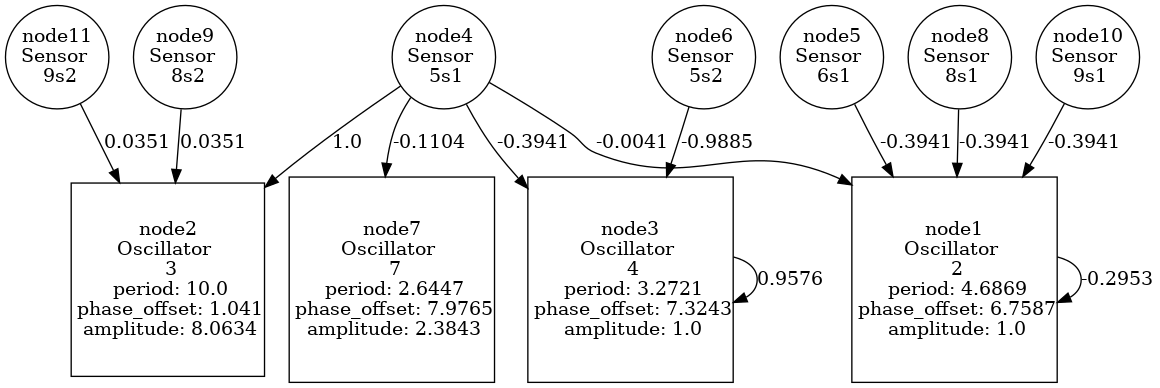 node11
Sensor
9s2
node9
Sensor
8s2
node4
Sensor
5s1
node6
Sensor
5s2
node5
Sensor
6s1
node8
Sensor
8s1
node10
Sensor
9s1
0.0351
0.0351
1.0
-0.1104
-0.3941
-0.0041
-0.9885
-0.3941
-0.3941
-0.3941
node2
Oscillator
3
period: 10.0
phase_offset: 1.041
amplitude: 8.0634
node7
Oscillator
7
period: 2.6447
phase_offset: 7.9765
amplitude: 2.3843
node3
Oscillator
4
period: 3.2721
phase_offset: 7.3243
amplitude: 1.0
0.9576
node1
Oscillator
2
period: 4.6869
phase_offset: 6.7587
amplitude: 1.0
-0.2953